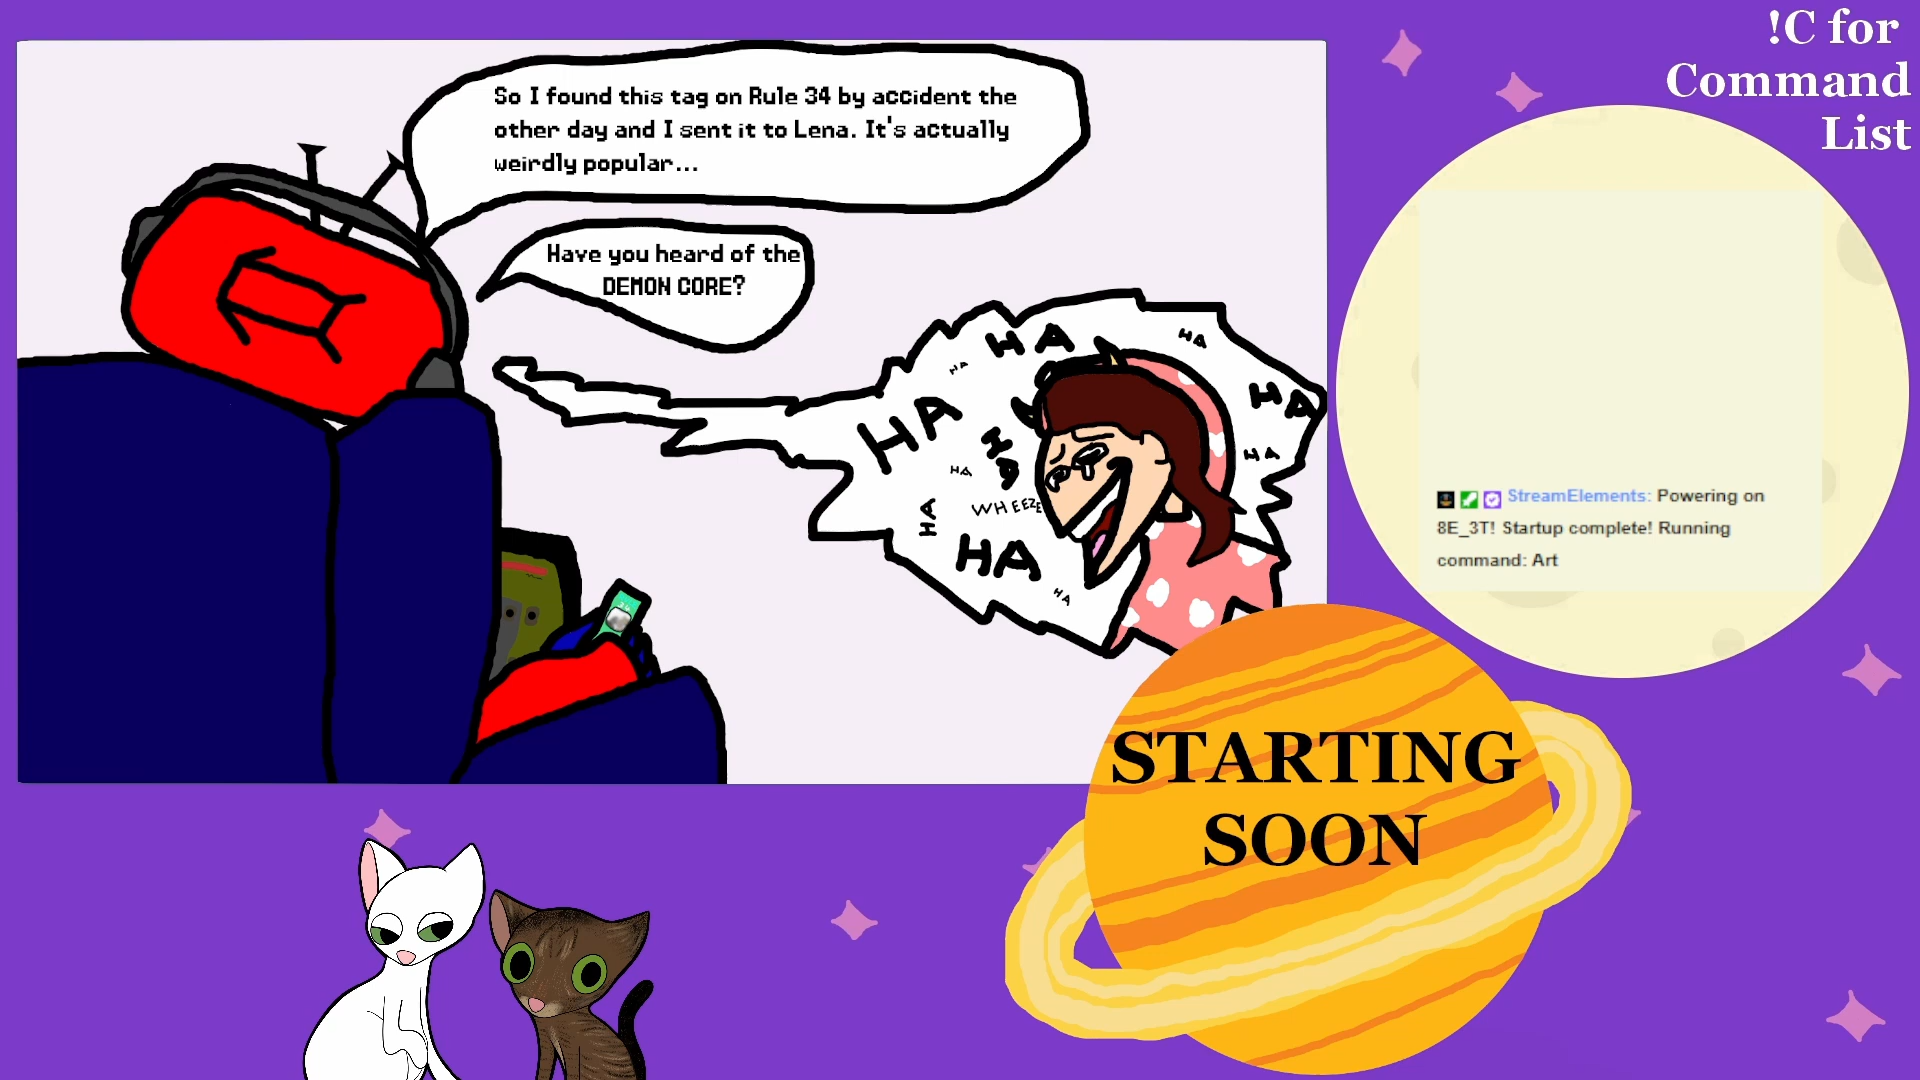 !C for
Command
List
So I found this tag on Rule 34 by accident the
other day and I sent it to Lena. It's actually
weirdly popular...
Have you heard of the
DEMON CORE?
HA
HA
HA
HA
HA
HA
HA
HA
WHEEZE
HA
HA
HA
StreamElements: Powering on
8E_3T! Startup complete! Running
command: Art
STARTING
SOON